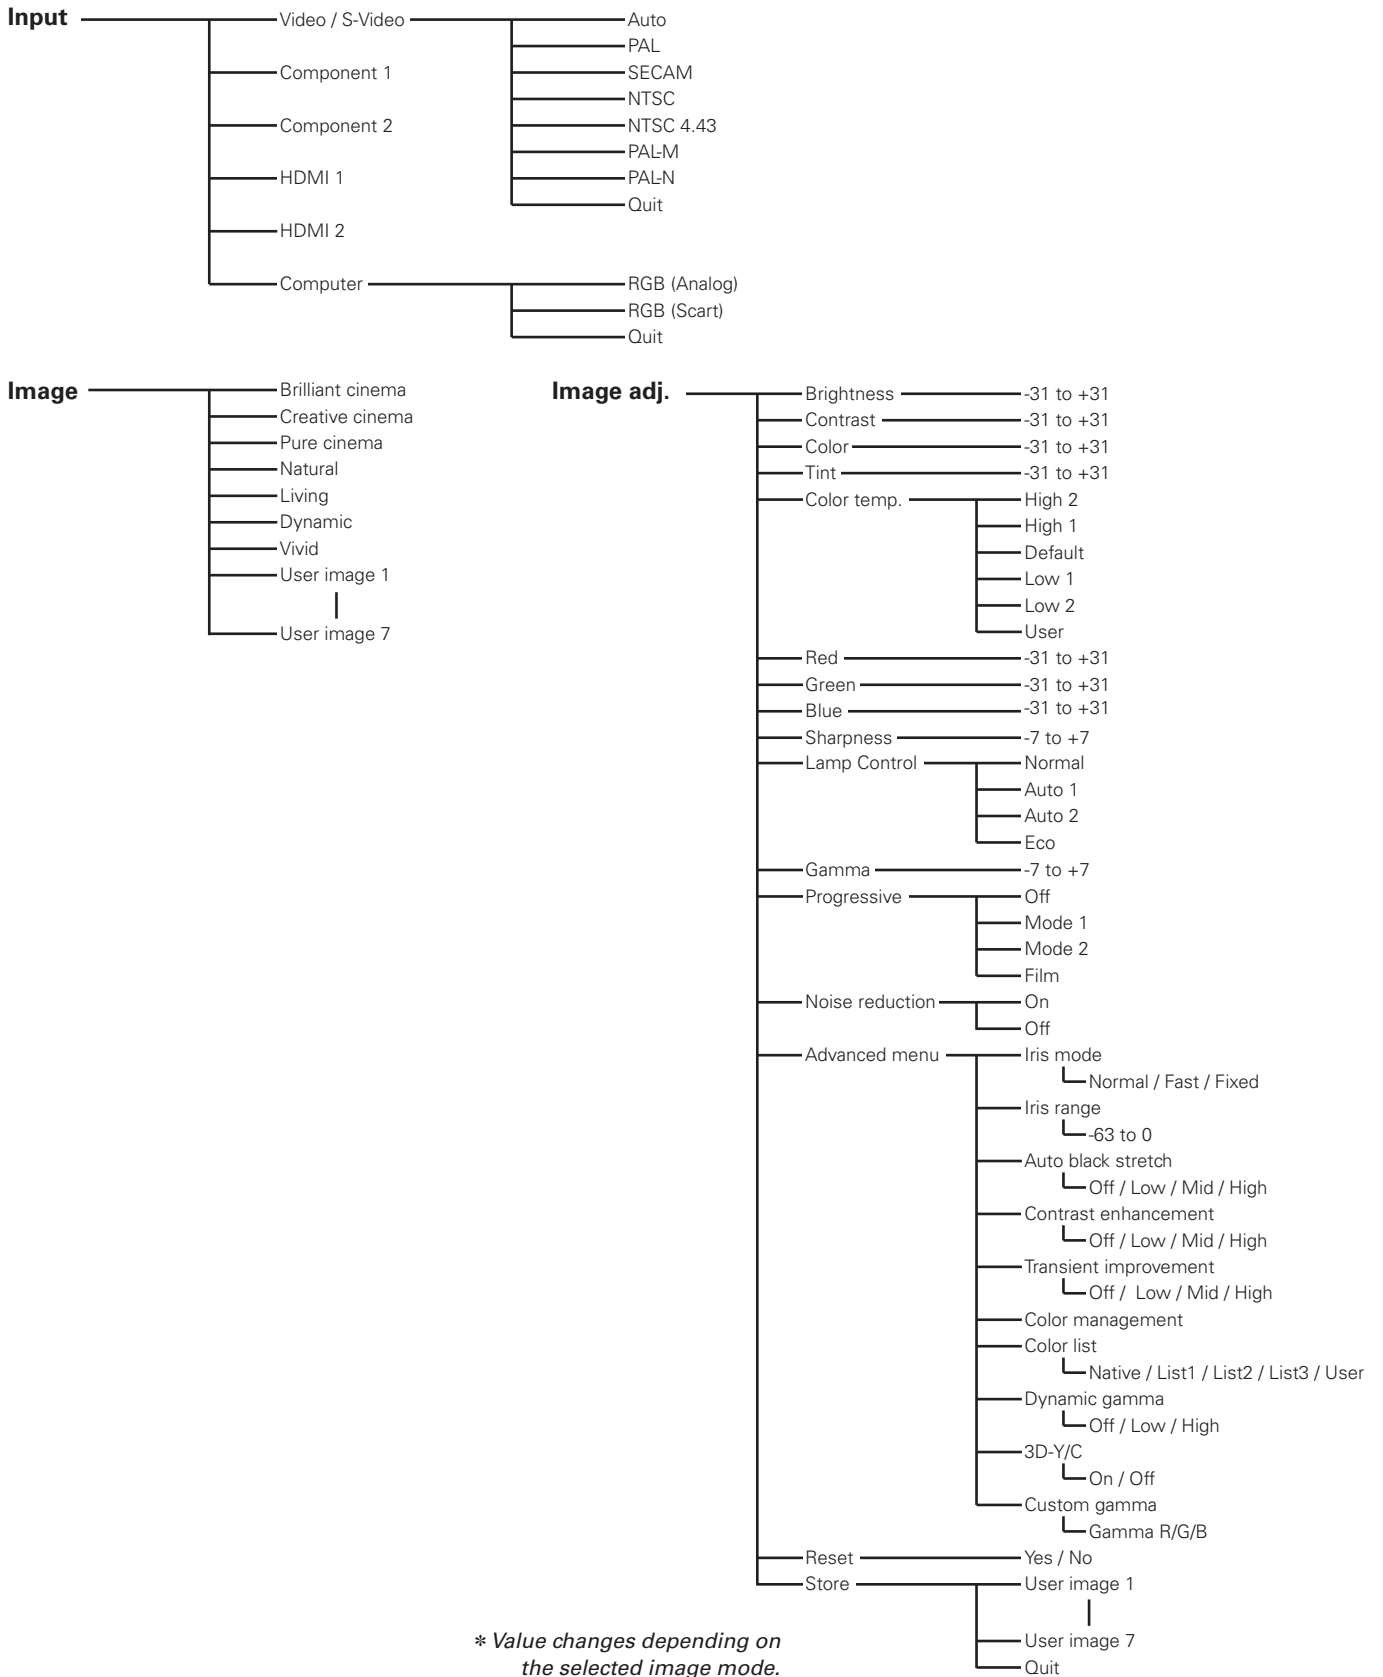 Input
Video / S-Video
Auto
PAL
Component 1
SECAM
NTSC
Component 2
NTSC 4.43
PAL-M
HDMI 1
PAL-N
Quit
HDMI 2
Computer
RGB (Analog)
RGB (Scart)
Quit
Image
Brilliant cinema
Creative cinema
Pure cinema
Natural
Living
Dynamic
Vivid
User image 1
User image 7
Image adj.
Brightness
-31 to +31
Contrast
-31 to +31
Color
-31 to +31
Tint
-31 to +31
Color temp.
High 2
High 1
Default
Low 1
Low 2
User
Red
-31 to +31
Green
-31 to +31
Blue
-31 to +31
Sharpness
-7 to +7
Lamp Control
Normal
Auto 1
Auto 2
Eco
Gamma
-7 to +7
Progressive
Off
Mode 1
Mode 2
Film
Noise reduction
On
Off
Advanced menu
Iris mode
Normal / Fast / Fixed
Iris range
-63 to 0
Auto black stretch
Off / Low / Mid / High
Contrast enhancement
Off / Low / Mid / High
Transient improvement
Off / Low / Mid / High
Color management
Color list
Native / List1 / List2 / List3 / User
Dynamic gamma
Off / Low / High
3D-Y/C
On / Off
Custom gamma
Gamma R/G/B
Reset
Yes / No
Store
User image 1
User image 7
Quit
✻ Value changes depending on
the selected image mode.